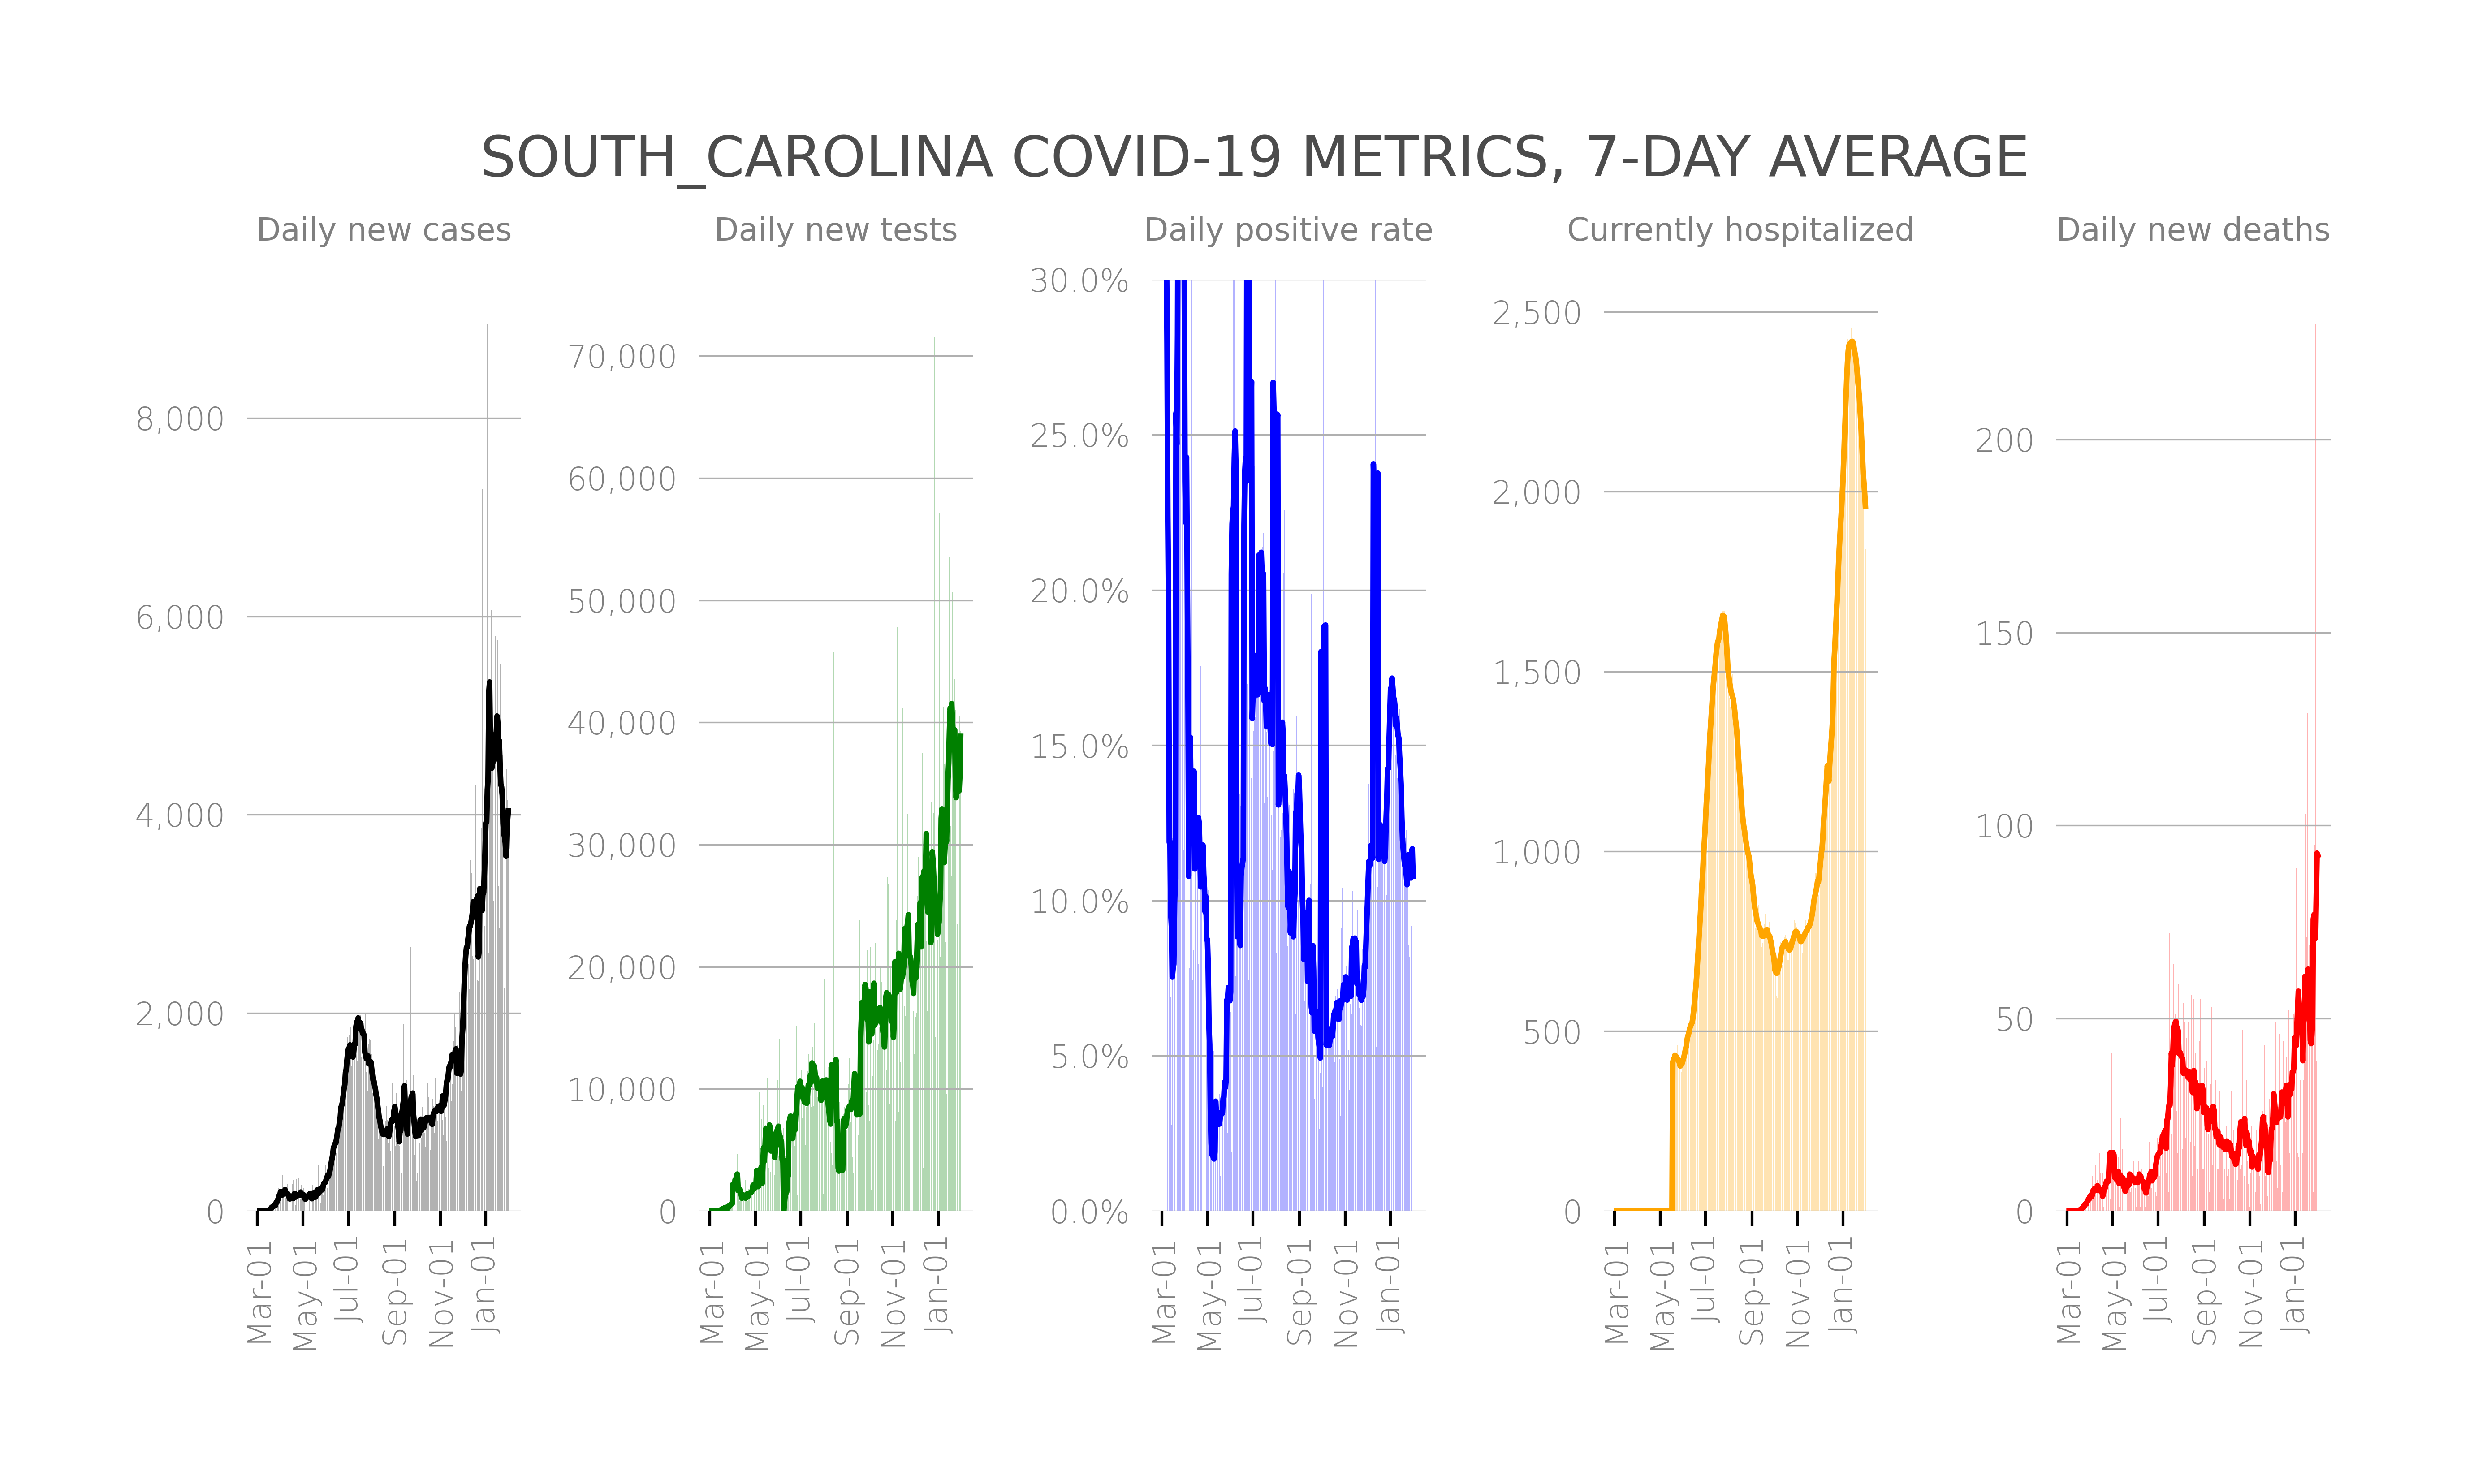 SOUTH_CAROLINA COVID-19 METRICS, 7-DAY AVERAGE
Daily new cases
8,000
6,000
4,000
2,000
0
Mar-01
May-01
Jul-01
Sep-01
Nov-01
Jan-01
Daily new tests
70,000
60,000
50,000
40,000
30,000
20,000
10,000
0
Mar-01
May-01
Jul-01
Sep-01
Nov-01
Jan-01
Daily positive rate
30.0%
25.0%
20.0%
15.0%
10.0%
5.0%
0.0%
Mar-01
May-01
Jul-01
Sep-01
Nov-01
Jan-01
Currently hospitalized
2,500
2,000
1,500
1,000
500
0
Mar-01
May-01
Jul-01
Sep-01
Nov-01
Jan-01
Daily new deaths
200
150
100
50
0
Mar-01
May-01
Jul-01
Sep-01
Nov-01
Jan-01